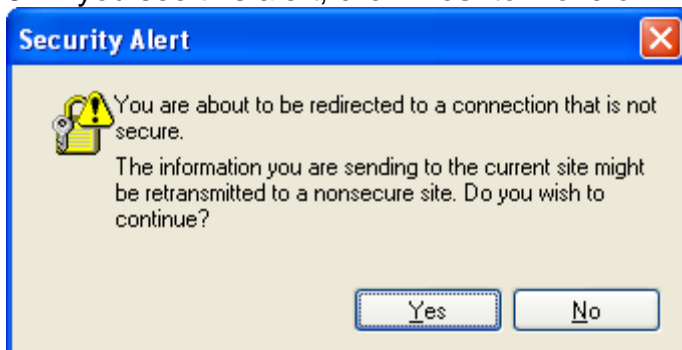 Security Alert
You are about to be redirected to a connection that is not
secure.
The information you are sending to the current site might
be retransmitted to a nonsecure site. Do you wish to
continue?
Yes No